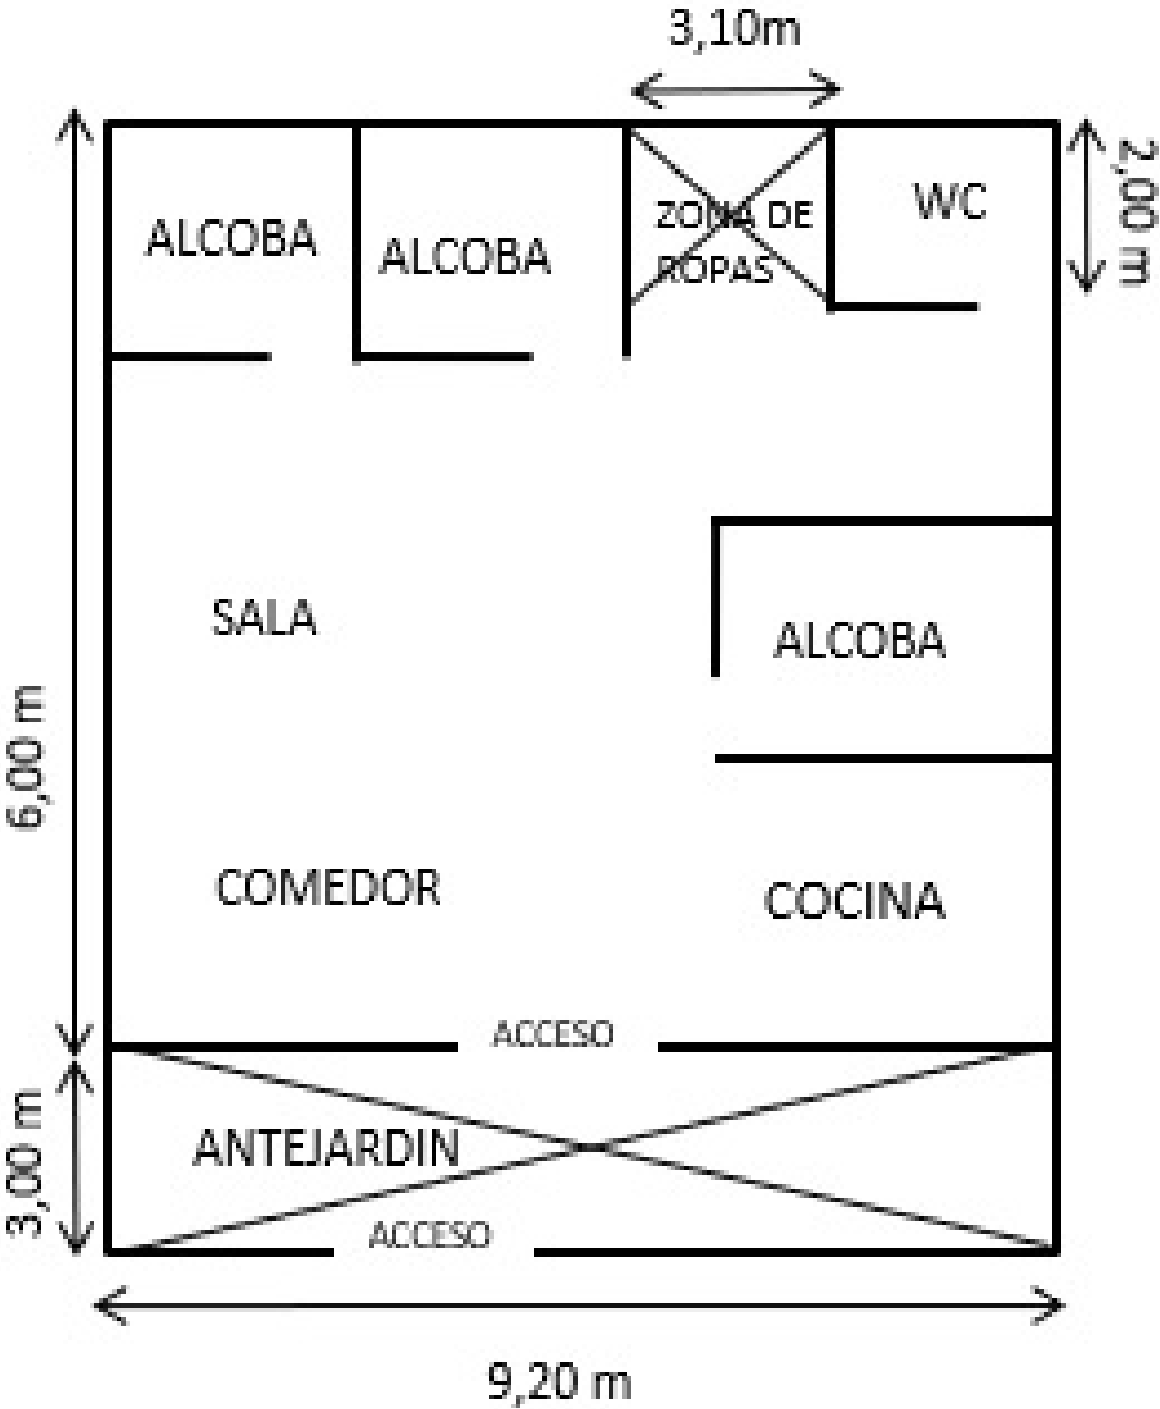 3,10m
2,00 m
ALCOBA
ALCOBA
ZONA DE
ROPAS
WC
SALA
ALCOBA
6,00 m
COMEDOR
COCINA
ACCESO
3,00 m
ANTEJARDIN
ACCESO
9,20 m